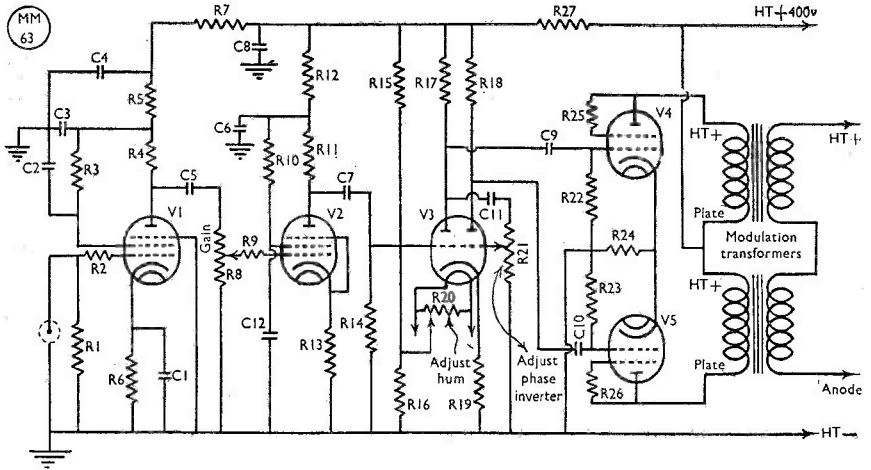 MM
63
R7
R27
HT+400v
C8
C4
R12
R15
R17
R18
R5
C3
C6
R25
V4
HT+
HT+
C2
R3
R4
R10
R11
C9
C5
C7
R22
V1
Gain
V2
V3
C11
Plate
R2
R9
R8
R21
R24
Modulation
transformers
R20
R23
HT+
C12
R14
C10
V5
R1
R13
Adjust
hum
Adjust
phase
inverter
Plate
R6
C1
R16
R19
R26
Anode
HT-